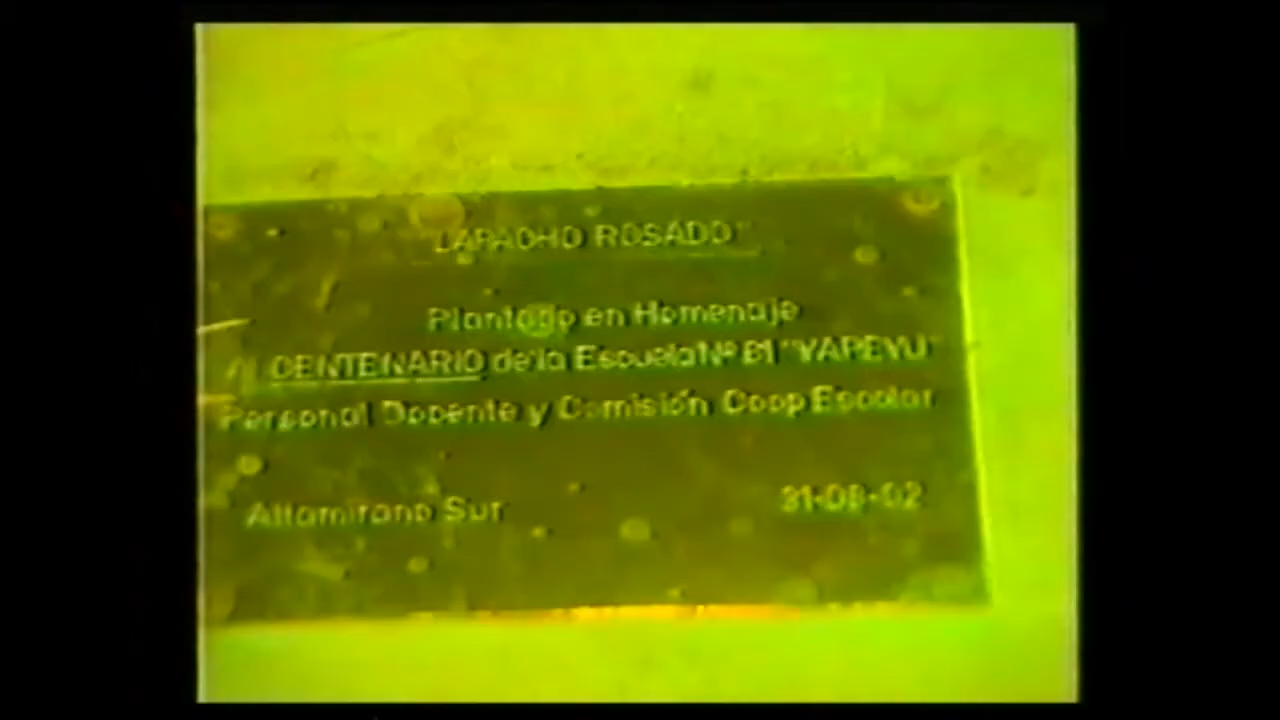 "LAPACHO ROSADO"
Plantado en Homenaje
Al CENTENARIO de la Escuela Nº 81 "YAPEYU"
Personal Docente y Comisión Coop Escolar
Altamirano Sur 31-08-02